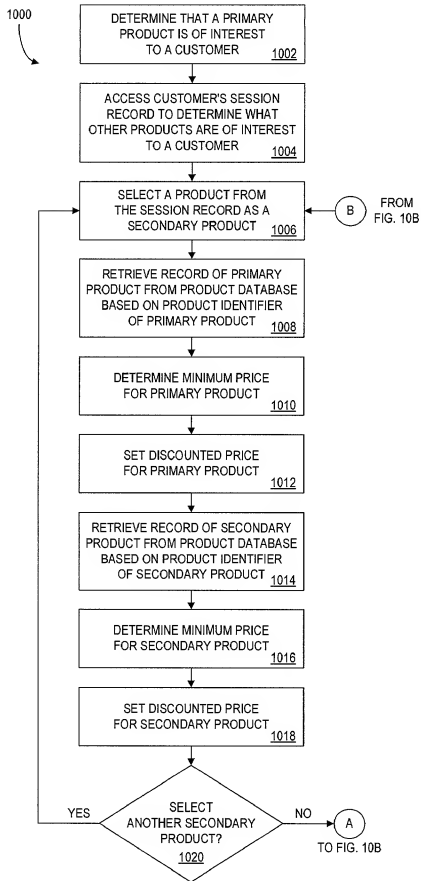 1000
DETERMINE THAT A PRIMARY
PRODUCT IS OF INTEREST
TO A CUSTOMER
1002
ACCESS CUSTOMER'S SESSION
RECORD TO DETERMINE WHAT
OTHER PRODUCTS ARE OF INTEREST
TO A CUSTOMER
1004
SELECT A PRODUCT FROM
THE SESSION RECORD AS A
SECONDARY PRODUCT
1006
B
FROM
FIG. 10B
RETRIEVE RECORD OF PRIMARY
PRODUCT FROM PRODUCT DATABASE
BASED ON PRODUCT IDENTIFIER
OF PRIMARY PRODUCT
1008
DETERMINE MINIMUM PRICE
FOR PRIMARY PRODUCT
1010
SET DISCOUNTED PRICE
FOR PRIMARY PRODUCT
1012
RETRIEVE RECORD OF SECONDARY
PRODUCT FROM PRODUCT DATABASE
BASED ON PRODUCT IDENTIFIER
OF SECONDARY PRODUCT
1014
DETERMINE MINIMUM PRICE
FOR SECONDARY PRODUCT
1016
SET DISCOUNTED PRICE
FOR SECONDARY PRODUCT
1018
YES
SELECT
ANOTHER SECONDARY
PRODUCT?
1020
NO
A
TO FIG. 10B